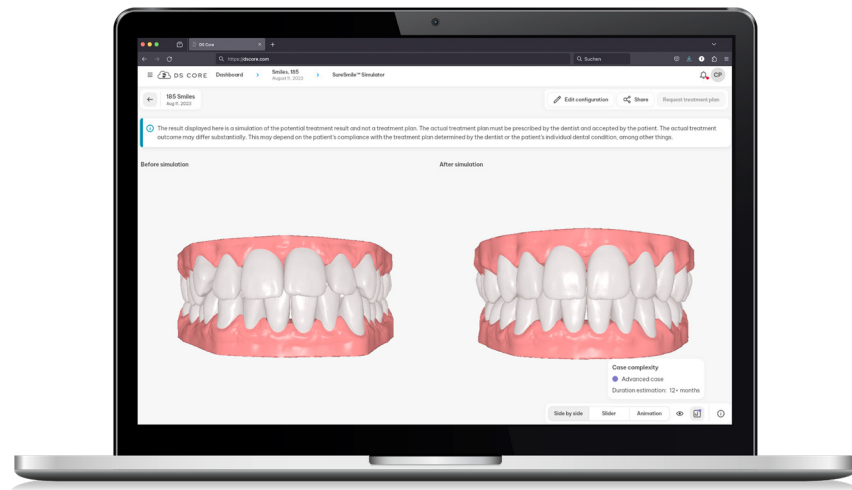 DS Core
https://dscore.com
Suchen
DS CORE
Dashboard
Smiles, 185
August 11, 2023
SureSmile™ Simulator
CP
185 Smiles
Aug 11, 2023
Edit configuration
Share
Request treatment plan
The result displayed here is a simulation of the potential treatment result and not a treatment plan. The actual treatment plan must be prescribed by the dentist and accepted by the patient. The actual treatment
outcome may differ substantially. This may depend on the patient's compliance with the treatment plan determined by the dentist or the patient's individual dental condition, among other things.
Before simulation
After simulation
Case complexity
Advanced case
Duration estimation: 12+ months
Side by side
Slider
Animation